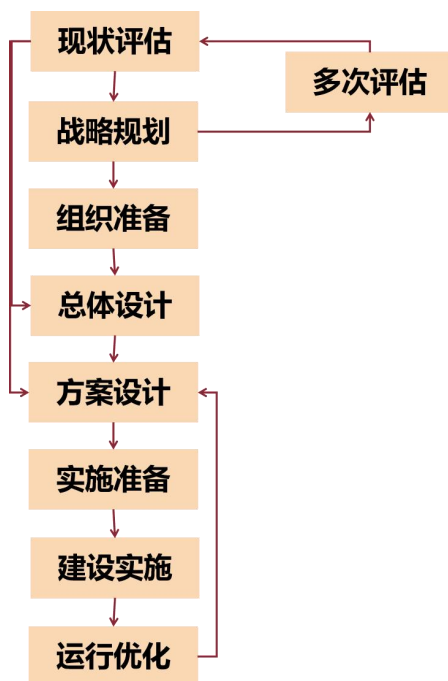 现状评估
多次评估
战略规划
组织准备
总体设计
方案设计
实施准备
建设实施
运行优化